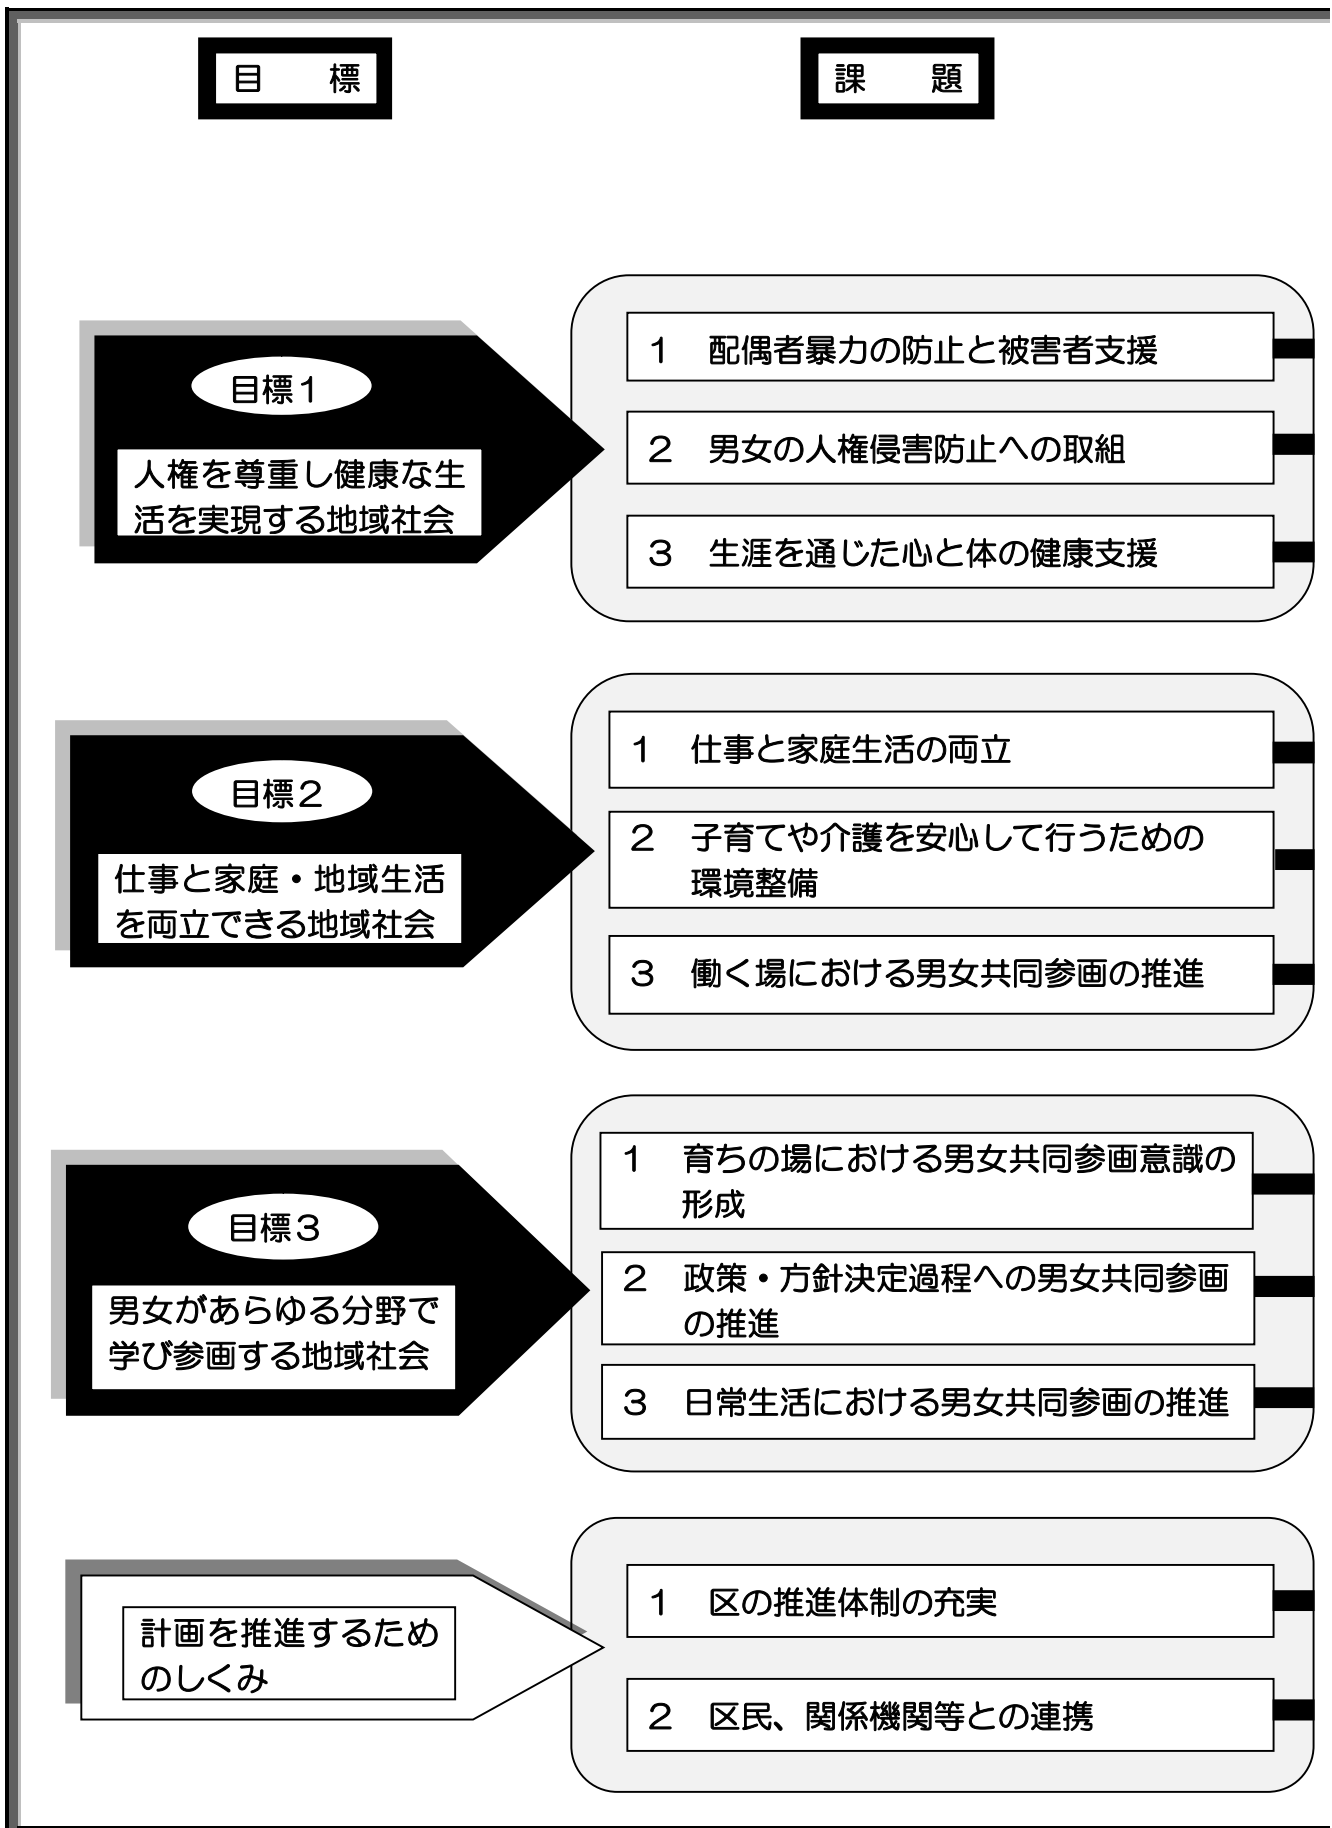 目　標
課　題
目標１
人権を尊重し健康な生
活を実現する地域社会
１　配偶者暴力の防止と被害者支援
２　男女の人権侵害防止への取組
３　生涯を通じた心と体の健康支援
目標２
仕事と家庭・地域生活
を両立できる地域社会
１　仕事と家庭生活の両立
２　子育てや介護を安心して行うための
環境整備
３　働く場における男女共同参画の推進
目標３
男女があらゆる分野で
学び参画する地域社会
１　育ちの場における男女共同参画意識の
形成
２　政策・方針決定過程への男女共同参画
の推進
３　日常生活における男女共同参画の推進
計画を推進するため
のしくみ
１　区の推進体制の充実
２　区民、関係機関等との連携